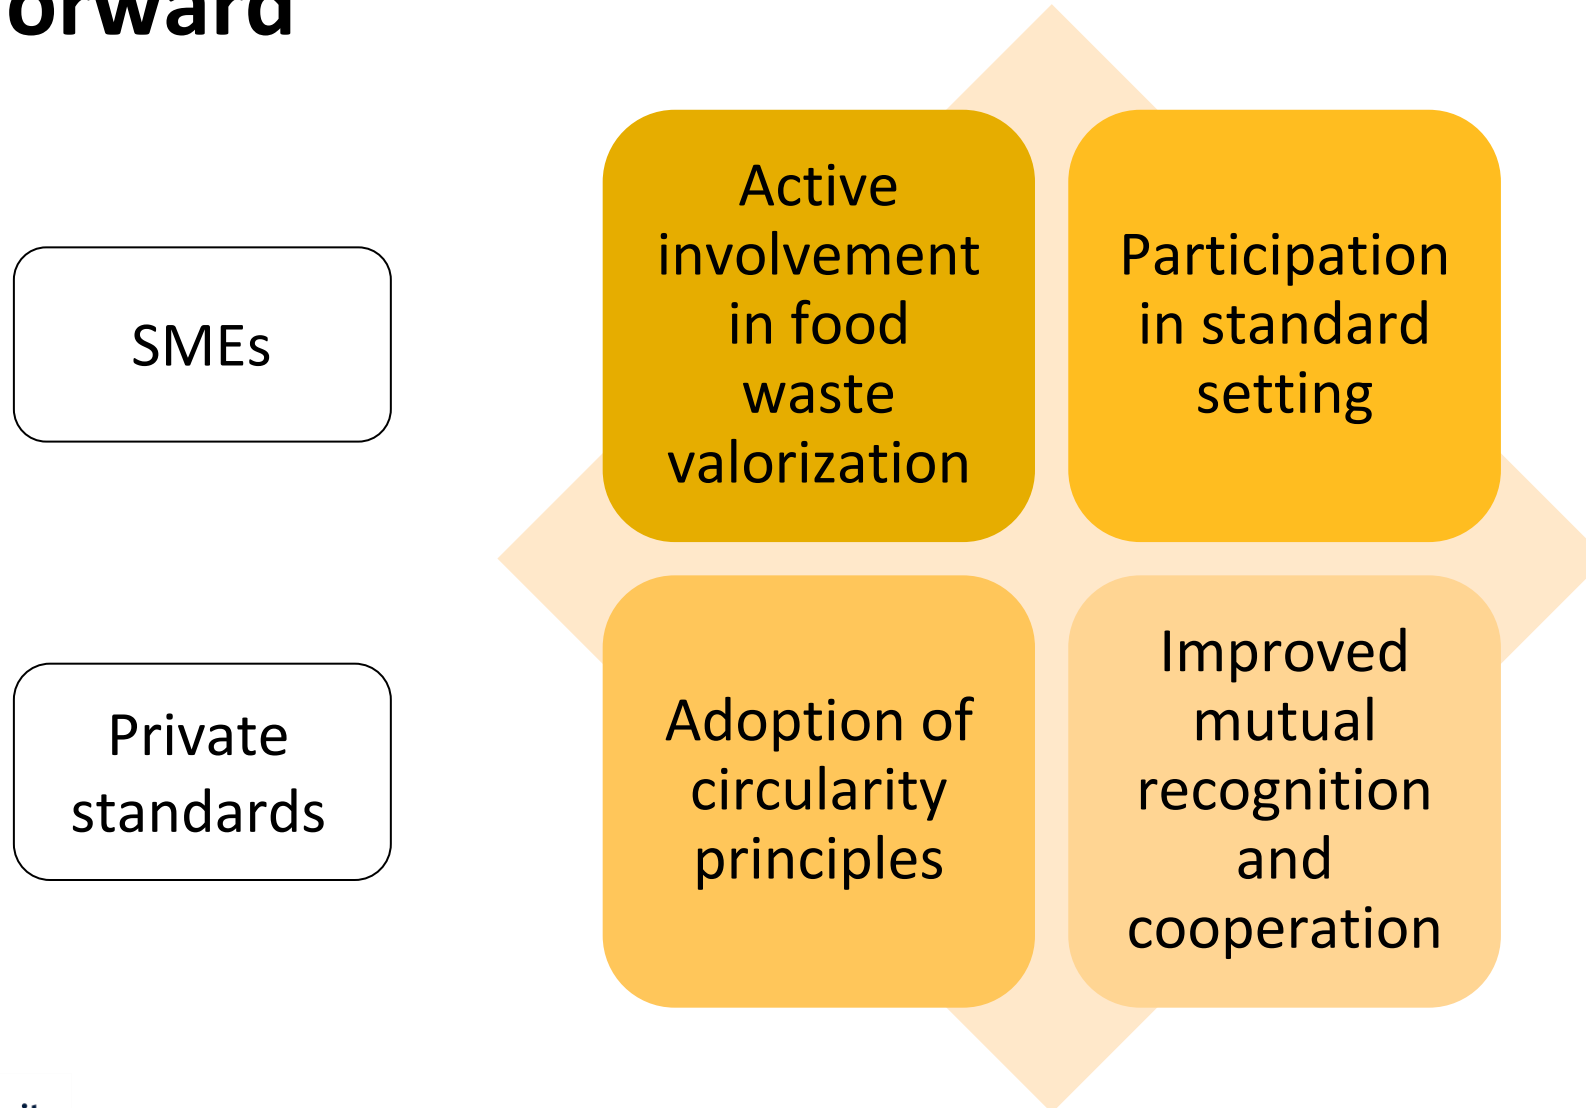 orward
SMEs
Active
involvement
in food
waste
valorization
Participation
in standard
setting
Private
standards
Adoption of
circularity
principles
Improved
mutual
recognition
and
cooperation